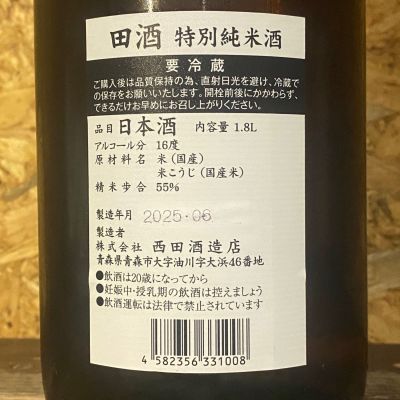 田酒 特別純米酒
要冷蔵
ご購入後は品質保持の為、直射日光を避け、冷蔵で
の保存をお願いいたします。開栓前後にかかわらず、
できるだけお早めにお召し上がりください。
品目 日本酒 内容量 1.8L
アルコール分 16度
原材料名 米（国産）
米こうじ（国産米）
精米歩合 55%
製造年月 2025·06
製造者
株式会社 西田酒造店
青森県青森市大字油川字大浜46番地
●飲酒は20歳になってから
●妊娠中・授乳期の飲酒は控えましょう
●飲酒運転は法律で禁止されています
4 582356 331008